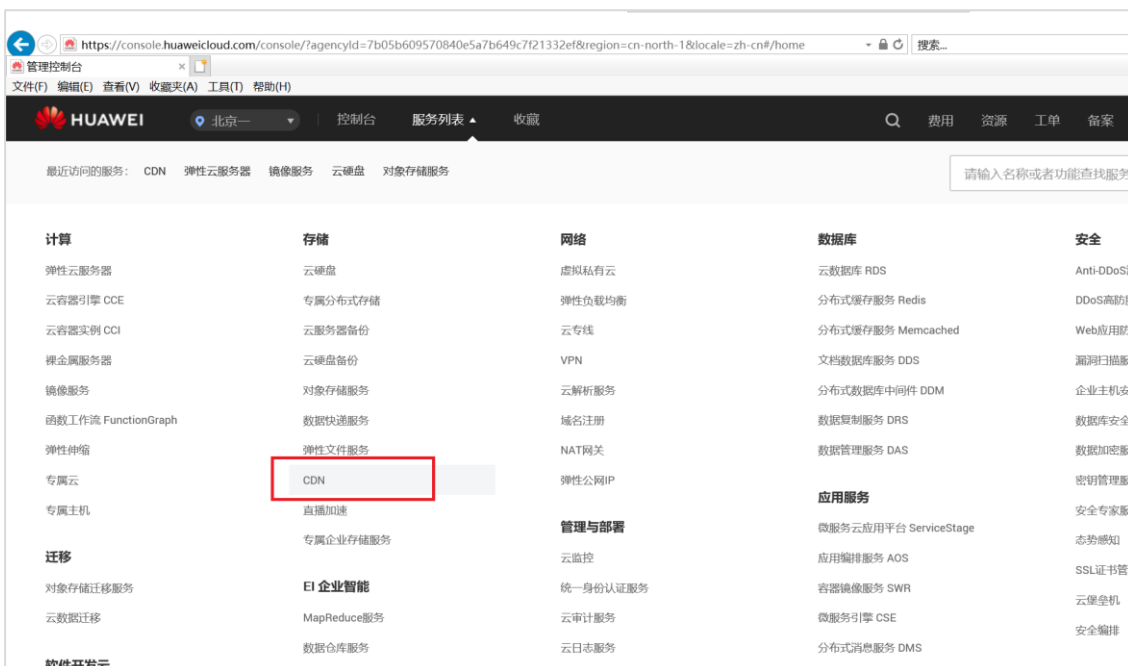 https://console.huaweicloud.com/console/?agencyId=7b05b609570840e5a7b649c7f21332ef&region=cn-north-1&locale=zh-cn#/home
搜索...
管理控制台
文件(F) 编辑(E) 查看(V) 收藏夹(A) 工具(T) 帮助(H)
HUAWEI 北京一 控制台 服务列表 收藏 费用 资源 工单 备案
最近访问的服务: CDN 弹性云服务器 镜像服务 云硬盘 对象存储服务
请输入名称或者功能查找服务
计算
弹性云服务器
云容器引擎 CCE
云容器实例 CCI
裸金属服务器
镜像服务
函数工作流 FunctionGraph
弹性伸缩
专属云
专属主机
迁移
对象存储迁移服务
云数据迁移
软件开发云
存储
云硬盘
专属分布式存储
云服务器备份
云硬盘备份
对象存储服务
数据快递服务
弹性文件服务
CDN
直播加速
专属企业存储服务
EI 企业智能
MapReduce服务
数据仓库服务
网络
虚拟私有云
弹性负载均衡
云专线
VPN
云解析服务
域名注册
NAT网关
弹性公网IP
管理与部署
云监控
统一身份认证服务
云审计服务
云日志服务
数据库
云数据库 RDS
分布式缓存服务 Redis
分布式缓存服务 Memcached
文档数据库服务 DDS
分布式数据库中间件 DDM
数据复制服务 DRS
数据管理服务 DAS
应用服务
微服务云应用平台 ServiceStage
应用编排服务 AOS
容器镜像服务 SWR
微服务引擎 CSE
分布式消息服务 DMS
安全
Anti-DDoS
DDoS高防
Web应用防
漏洞扫描服
企业主机安
数据库安全
数据加密服
密钥管理服
安全专家服
态势感知
SSL证书管
云堡垒机
安全编排